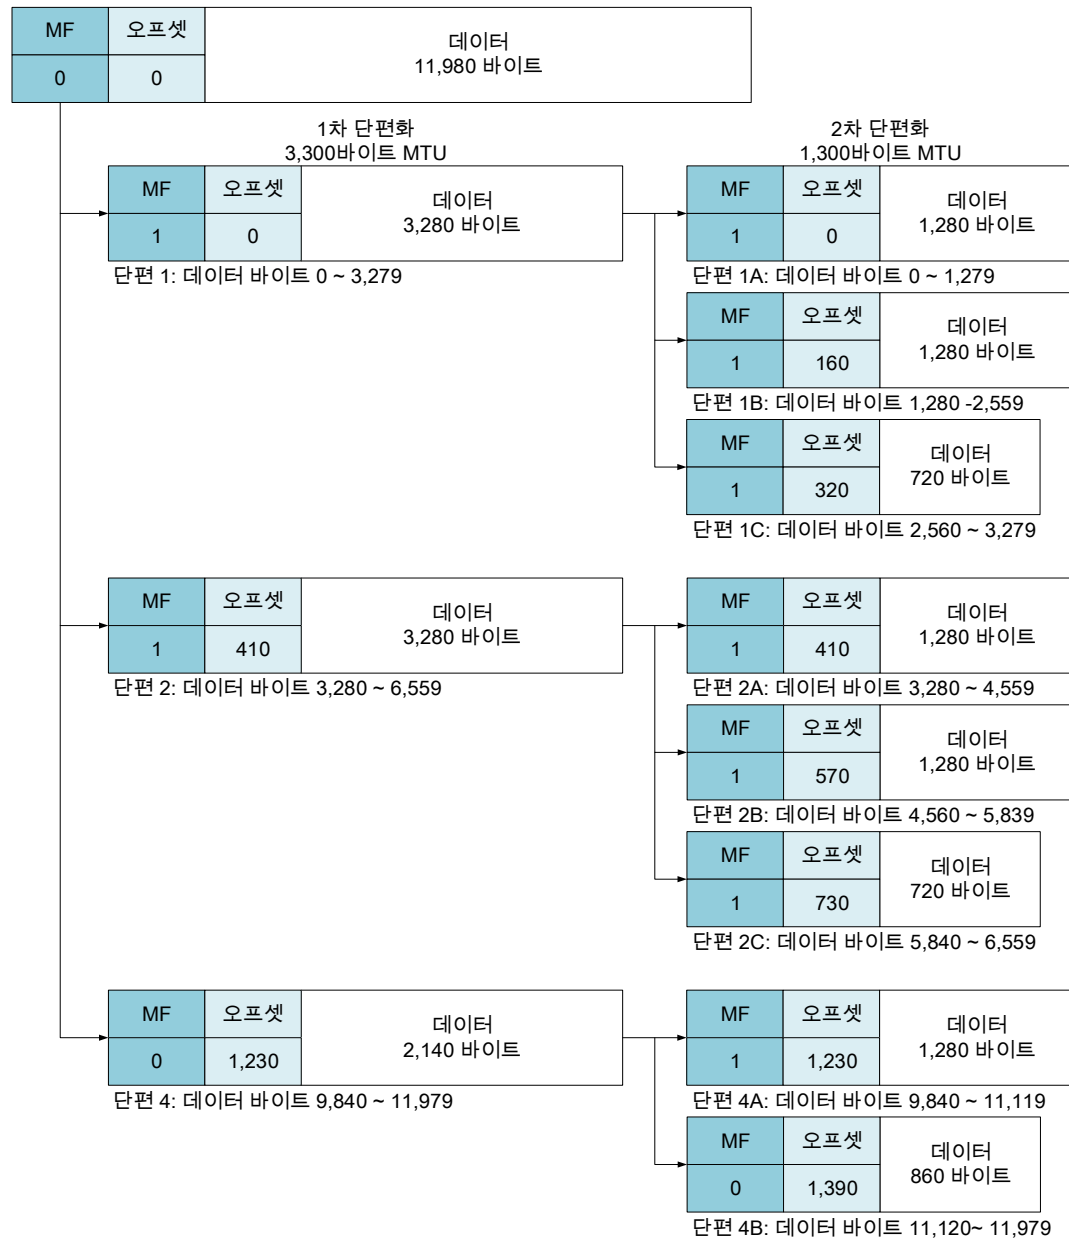 MF 오프셋 데이터
0 0 11,980 바이트
1차 단편화
3,300바이트 MTU
2차 단편화
1,300바이트 MTU
MF 오프셋 데이터
1 0 3,280 바이트
단편 1: 데이터 바이트 0 ~ 3,279
MF 오프셋 데이터
1 0 1,280 바이트
단편 1A: 데이터 바이트 0 ~ 1,279
MF 오프셋 데이터
1 160 1,280 바이트
단편 1B: 데이터 바이트 1,280 -2,559
MF 오프셋 데이터
1 320 720 바이트
단편 1C: 데이터 바이트 2,560 ~ 3,279
MF 오프셋 데이터
1 410 3,280 바이트
단편 2: 데이터 바이트 3,280 ~ 6,559
MF 오프셋 데이터
1 410 1,280 바이트
단편 2A: 데이터 바이트 3,280 ~ 4,559
MF 오프셋 데이터
1 570 1,280 바이트
단편 2B: 데이터 바이트 4,560 ~ 5,839
MF 오프셋 데이터
1 730 720 바이트
단편 2C: 데이터 바이트 5,840 ~ 6,559
MF 오프셋 데이터
0 1,230 2,140 바이트
단편 4: 데이터 바이트 9,840 ~ 11,979
MF 오프셋 데이터
1 1,230 1,280 바이트
단편 4A: 데이터 바이트 9,840 ~ 11,119
MF 오프셋 데이터
0 1,390 860 바이트
단편 4B: 데이터 바이트 11,120~ 11,979